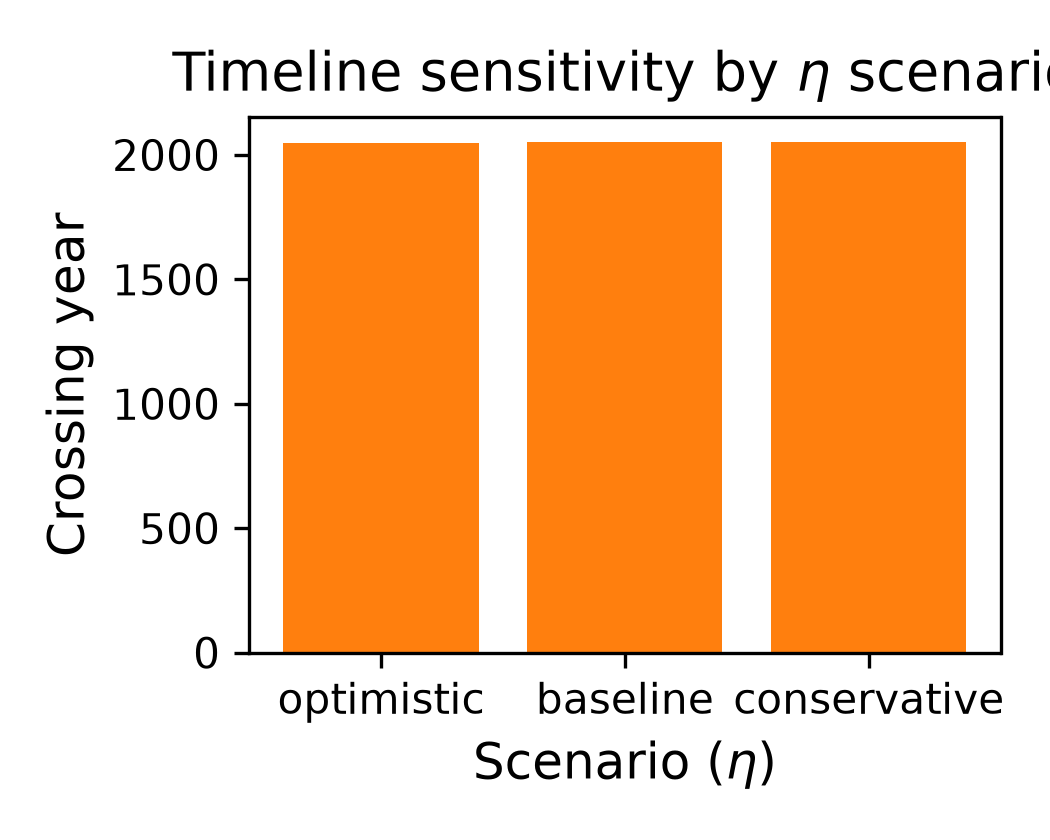 Timeline sensitivity by η scenari
Crossing year
2000
1500
1000
500
0
optimistic baseline conservative
Scenario (η)